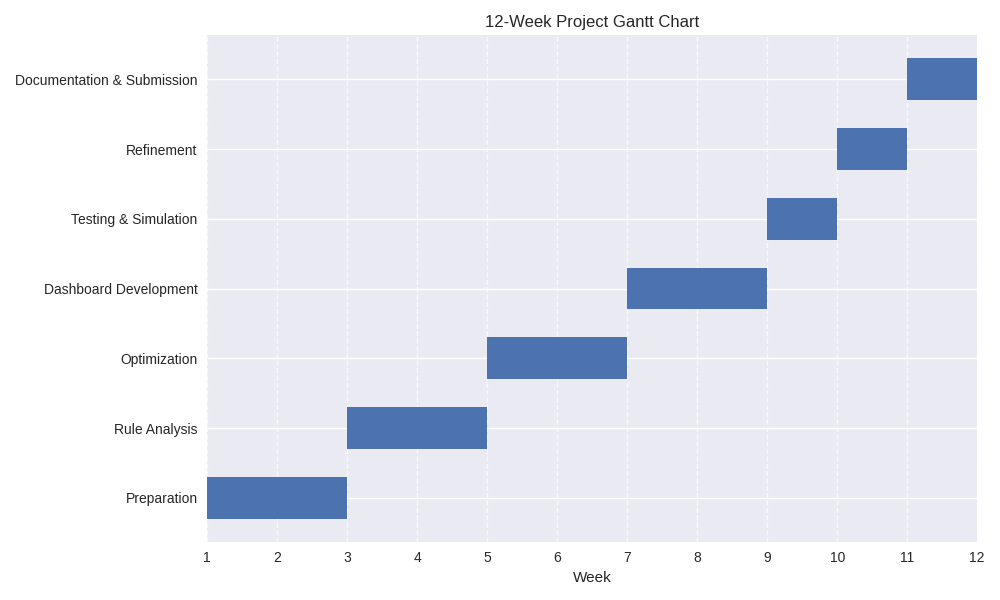 12-Week Project Gantt Chart
Documentation & Submission
Refinement
Testing & Simulation
Dashboard Development
Optimization
Rule Analysis
Preparation
1 2 3 4 5 6 7 8 9 10 11 12
Week